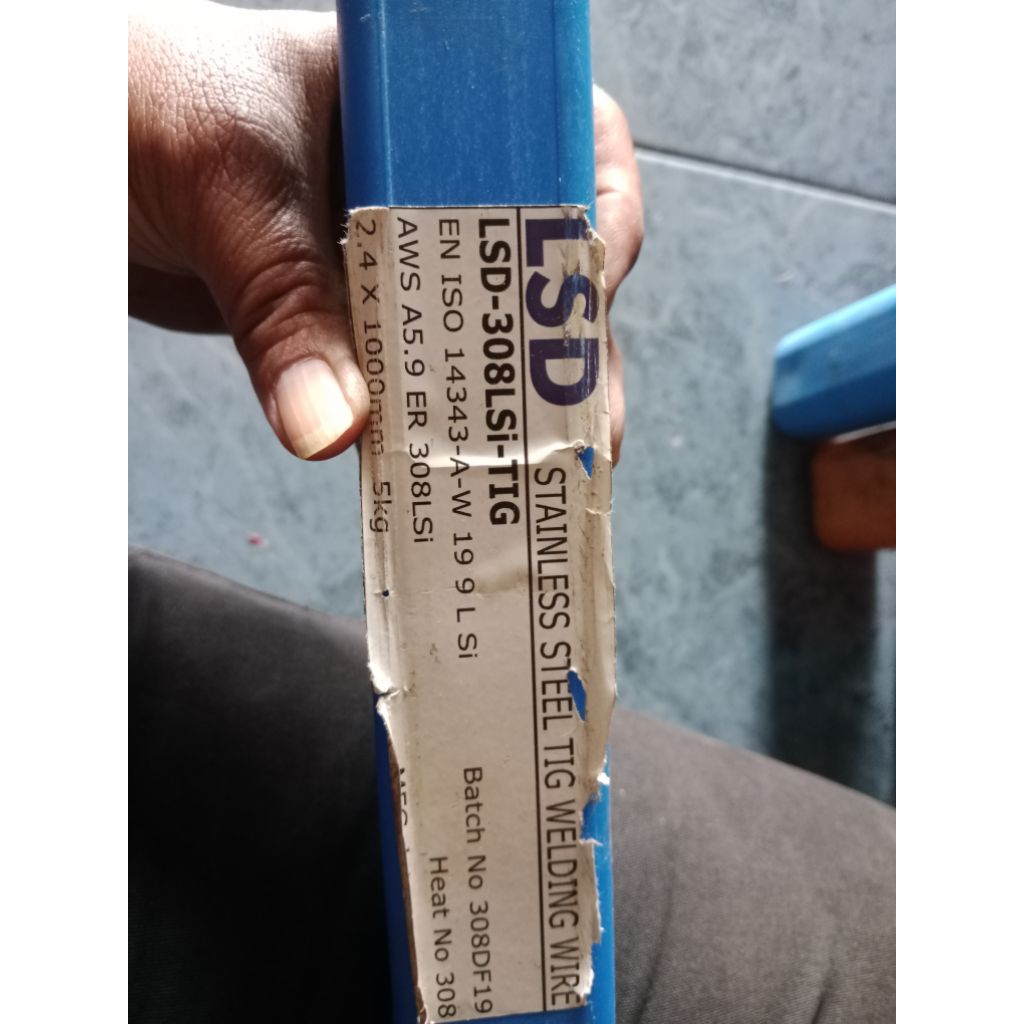 LSD STAINLESS STEEL TIG WELDING WIRE
LSD-308LSi-TIG
EN ISO 14343-A-W 19 9 L Si
Batch No 308DF19
AWS A5.9 ER 308LSi
Heat No 308
2.4 X 1000mm 5kg